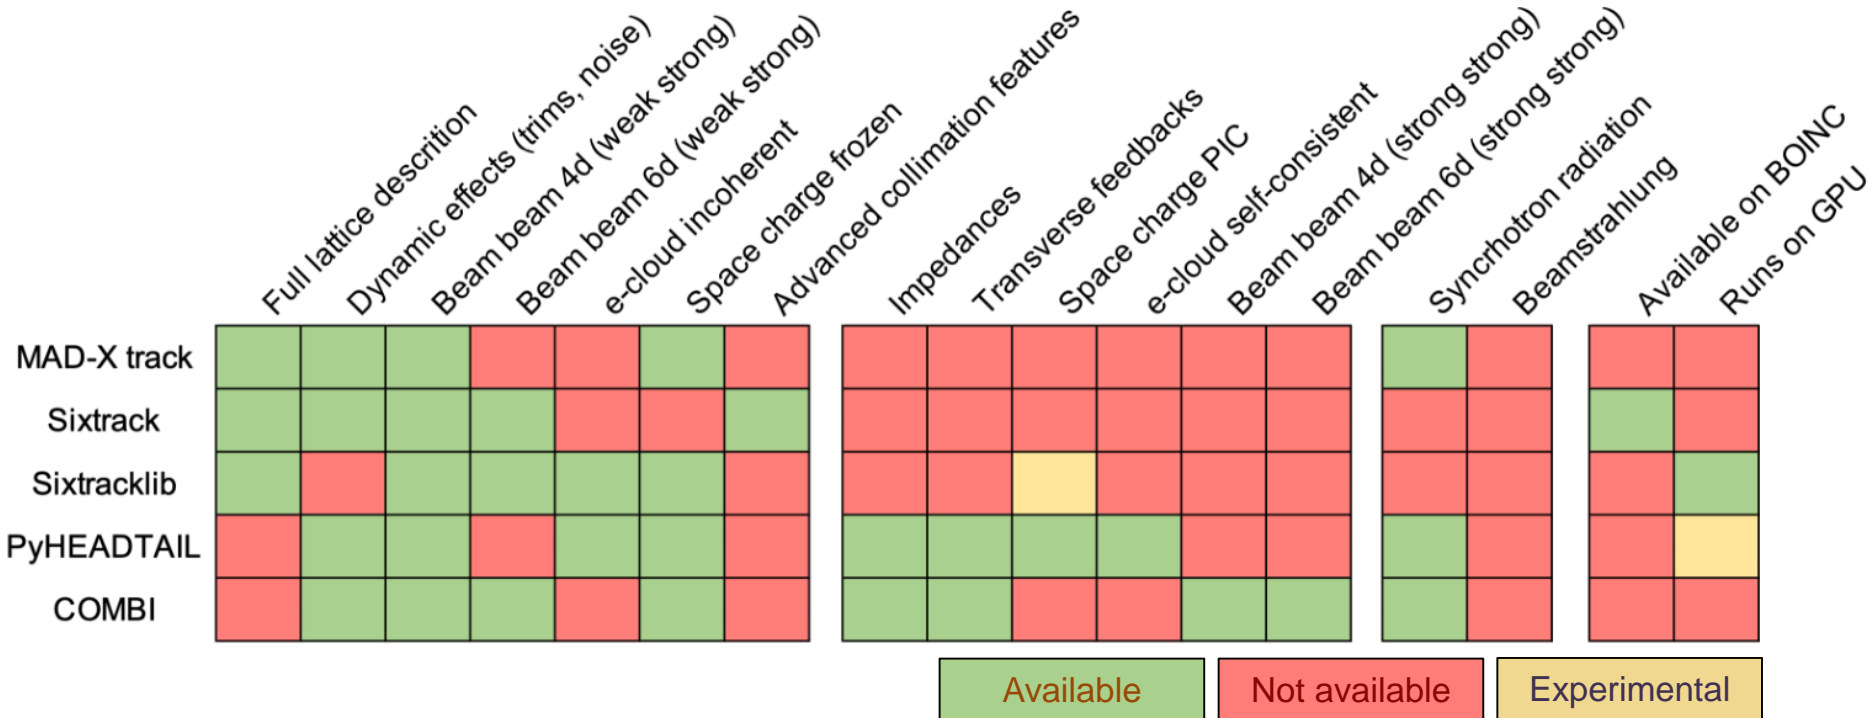 Full lattice descrition
Dynamic effects (trims, noise)
Beam beam 4d (weak strong)
Beam beam 6d (weak strong)
e-cloud incoherent
Space charge frozen
Advanced collimation features
Impedances
Transverse feedbacks
Space charge PIC
e-cloud self-consistent
Beam beam 4d (strong strong)
Beam beam 6d (strong strong)
Syncrhotron radiation
Beamstrahlung
Available on BOINC
Runs on GPU
MAD-X track
Sixtrack
Sixtracklib
PyHEADTAIL
COMBI
Available
Not available
Experimental